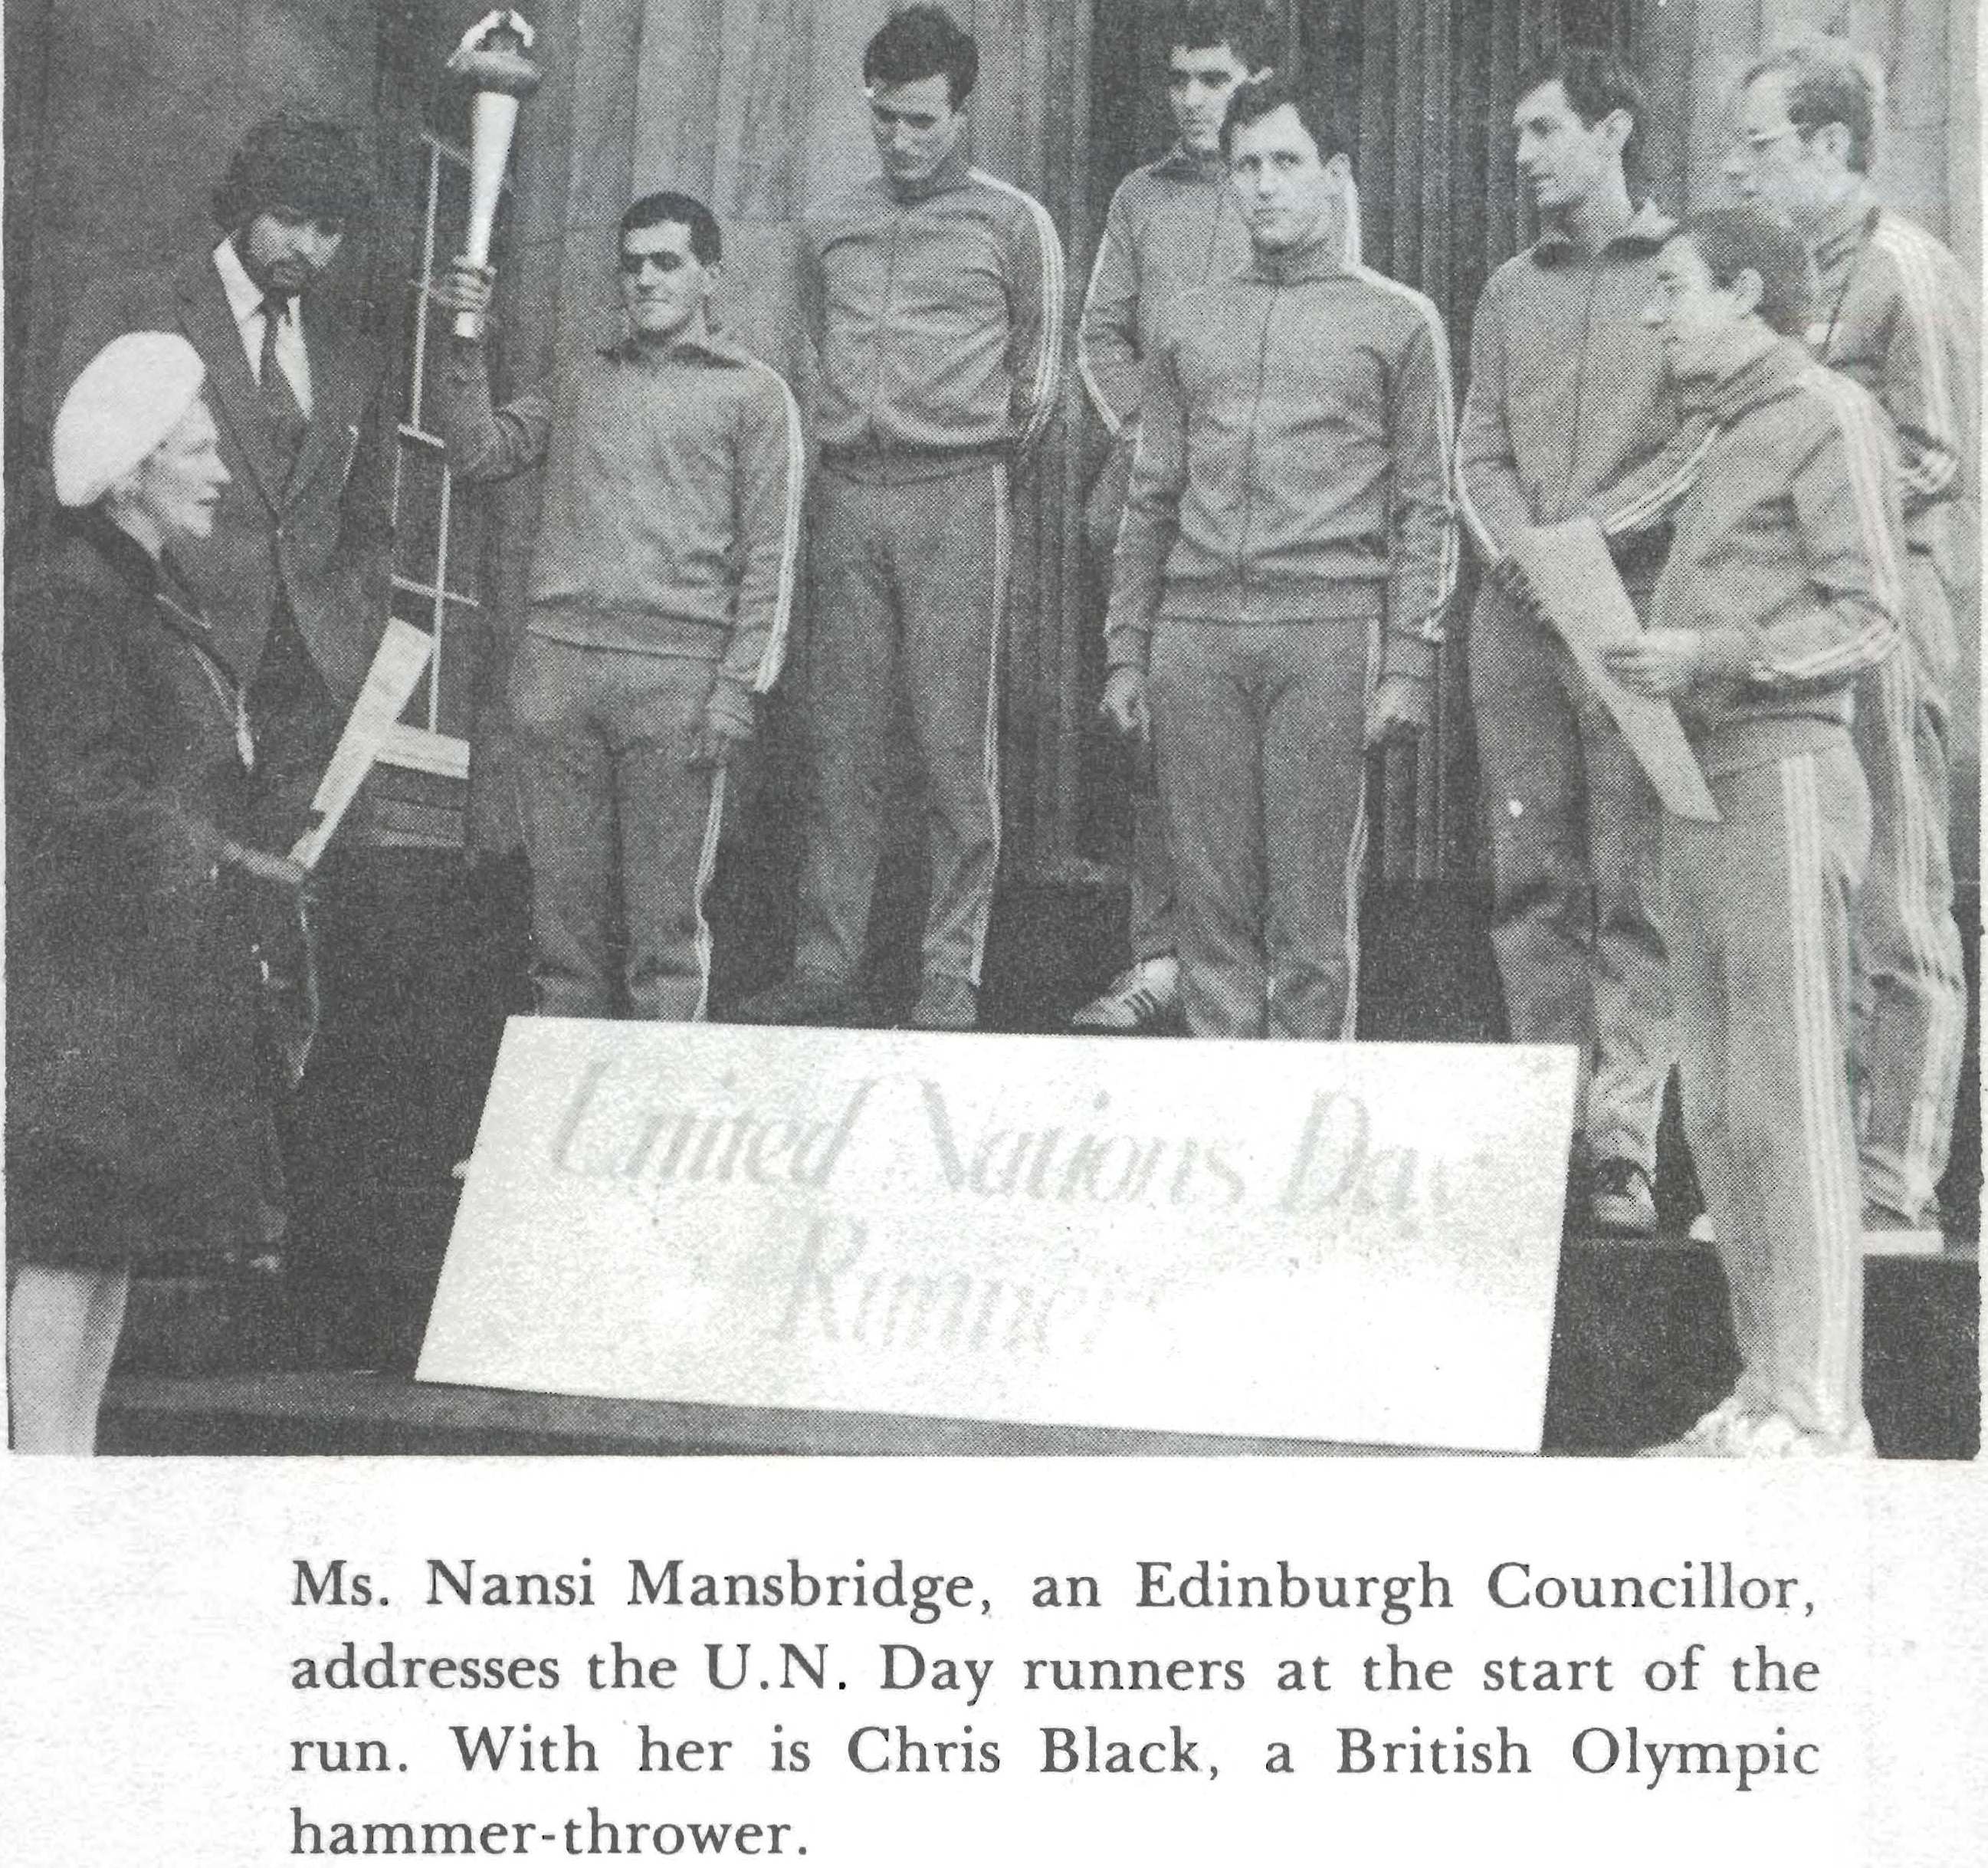 United Nations Day
Runners
Ms. Nansi Mansbridge, an Edinburgh Councillor,
addresses the U.N. Day runners at the start of the
run. With her is Chris Black, a British Olympic
hammer-thrower.